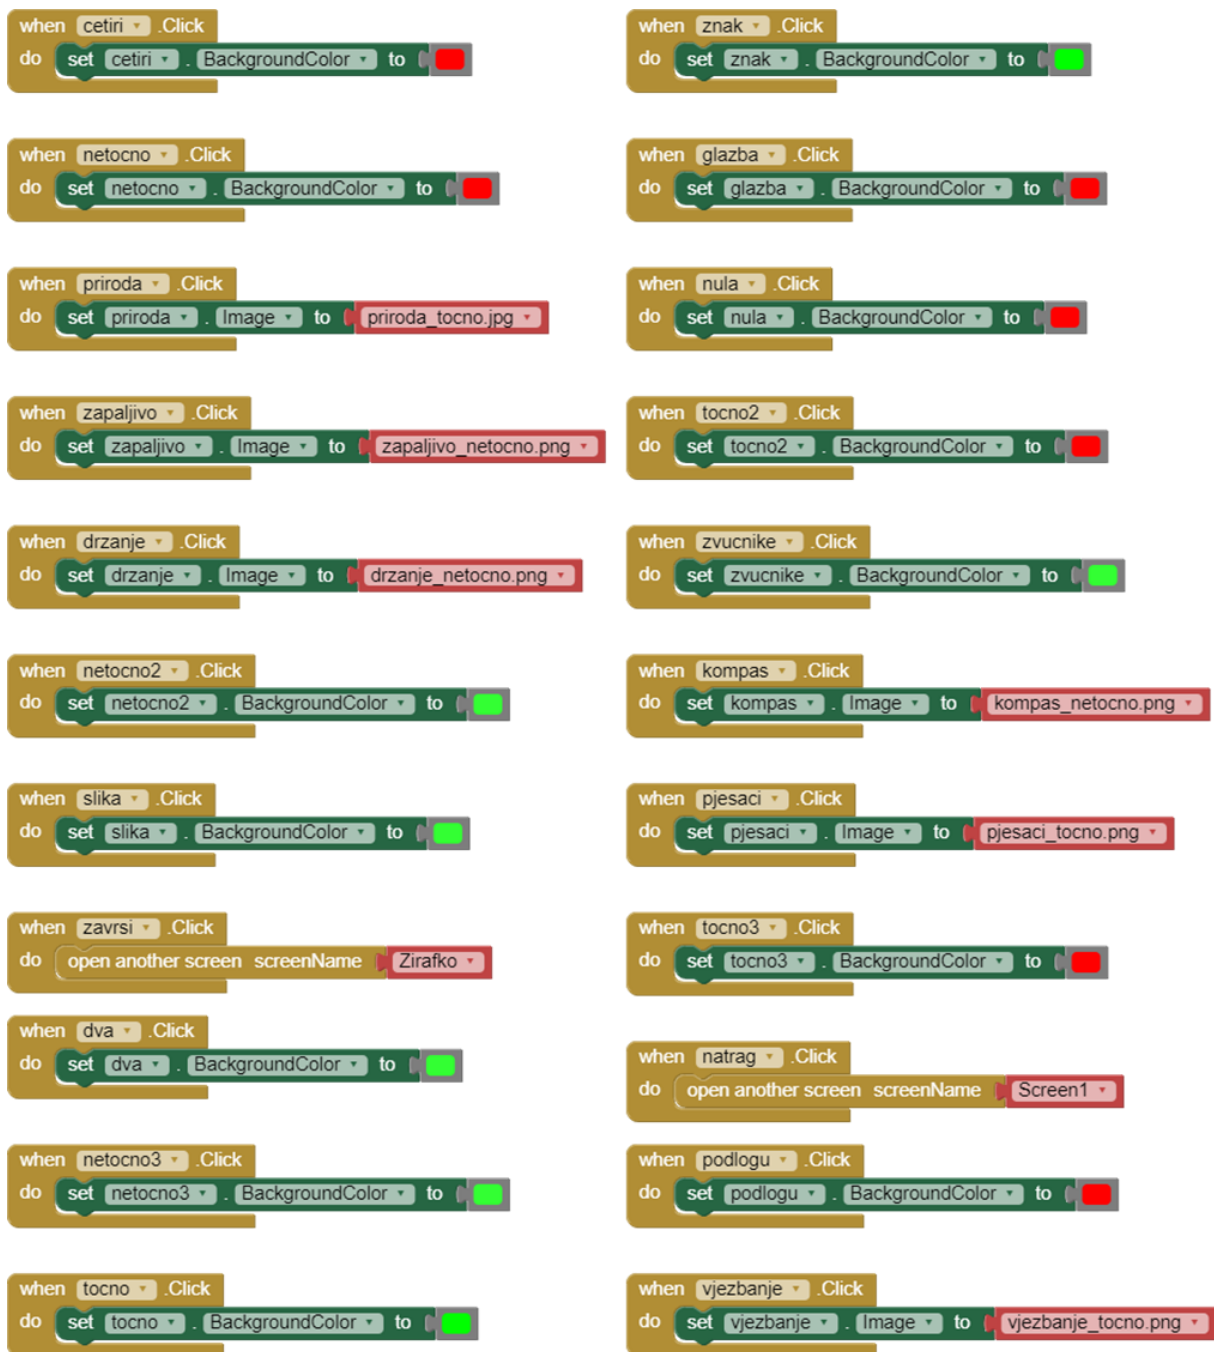 when cetiri .Click
do set cetiri . BackgroundColor to
when netocno .Click
do set netocno . BackgroundColor to
when priroda .Click
do set priroda . Image to priroda_tocno.jpg
when zapaljivo .Click
do set zapaljivo . Image to zapaljivo_netocno.png
when drzanje .Click
do set drzanje . Image to drzanje_netocno.png
when netocno2 .Click
do set netocno2 . BackgroundColor to
when slika .Click
do set slika . BackgroundColor to
when zavrsi .Click
do open another screen screenName Zirafko
when dva .Click
do set dva . BackgroundColor to
when netocno3 .Click
do set netocno3 . BackgroundColor to
when tocno .Click
do set tocno . BackgroundColor to
when znak .Click
do set znak . BackgroundColor to
when glazba .Click
do set glazba . BackgroundColor to
when nula .Click
do set nula . BackgroundColor to
when tocno2 .Click
do set tocno2 . BackgroundColor to
when zvucnike .Click
do set zvucnike . BackgroundColor to
when kompas .Click
do set kompas . Image to kompas_netocno.png
when pjesaci .Click
do set pjesaci . Image to pjesaci_tocno.png
when tocno3 .Click
do set tocno3 . BackgroundColor to
when natrag .Click
do open another screen screenName Screen1
when podlogu .Click
do set podlogu . BackgroundColor to
when vjezbanje .Click
do set vjezbanje . Image to vjezbanje_tocno.png